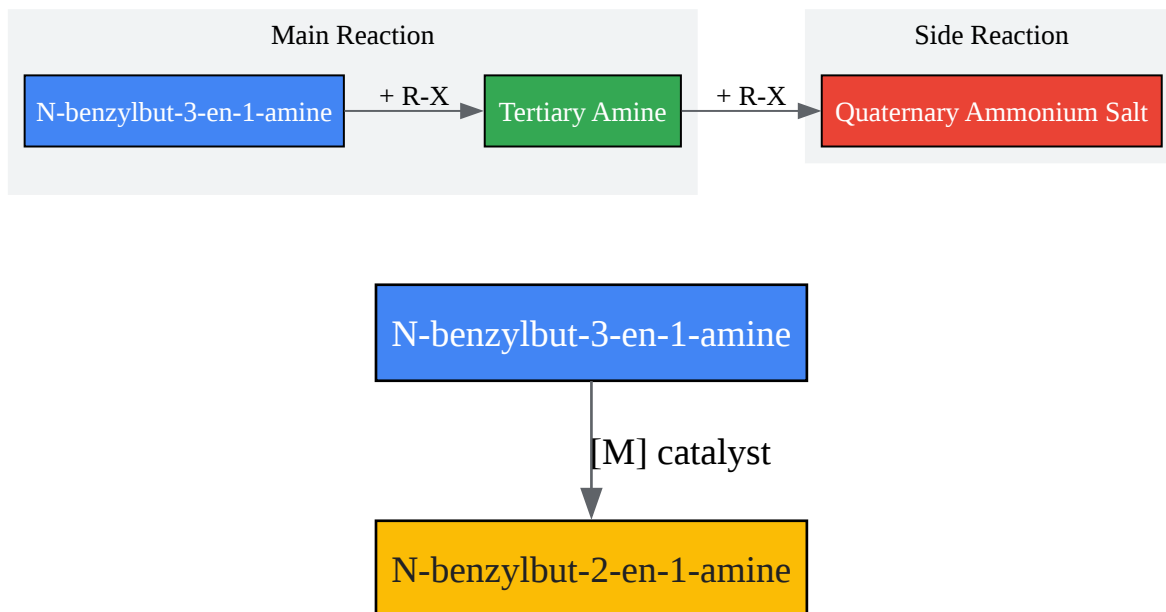 Main Reaction
Side Reaction
N-benzylbut-3-en-1-amine
+ R-X
Tertiary Amine
+ R-X
Quaternary Ammonium Salt
N-benzylbut-3-en-1-amine
[M] catalyst
N-benzylbut-2-en-1-amine